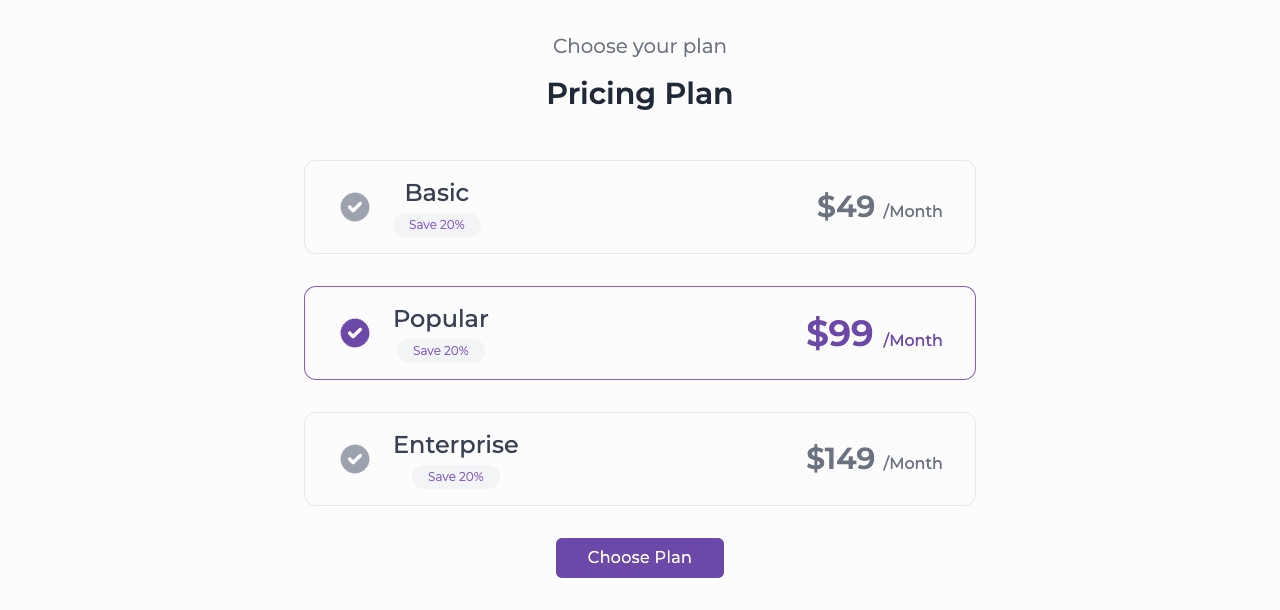 Choose your plan
Pricing Plan
Basic
Save 20%
$49 /Month
Popular
Save 20%
$99 /Month
Enterprise
Save 20%
$149 /Month
Choose Plan